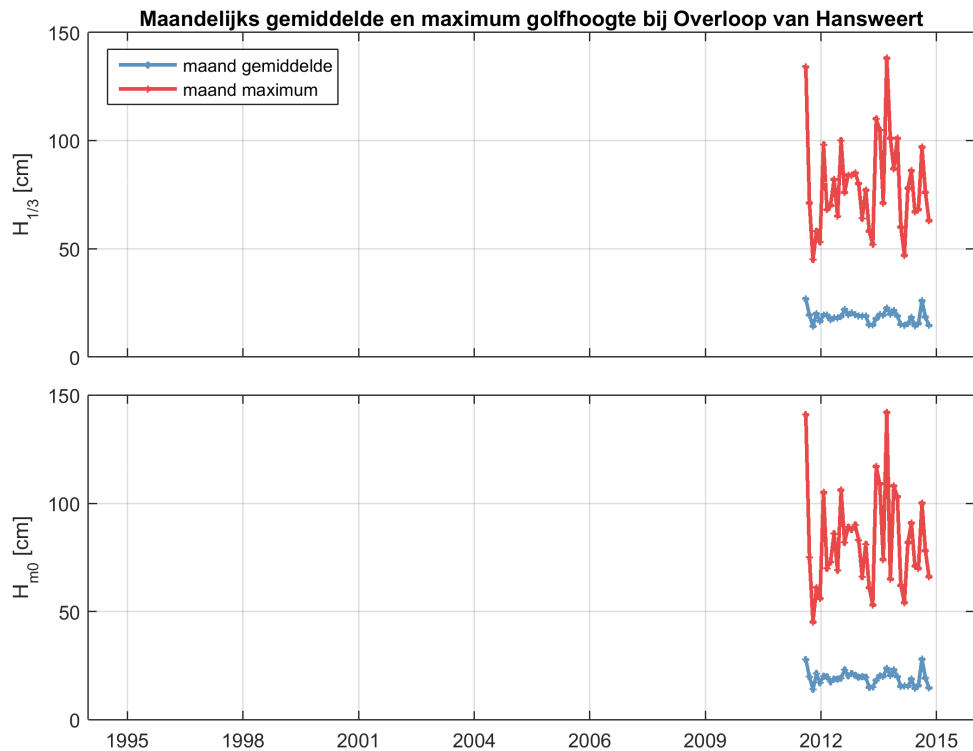 Maandelijks gemiddelde en maximum golfhoogte bij Overloop van Hansweert
150
100
50
0
H1/3 [cm]
maand gemiddelde
maand maximum
150
100
50
0
Hm0 [cm]
1995 1998 2001 2004 2006 2009 2012 2015